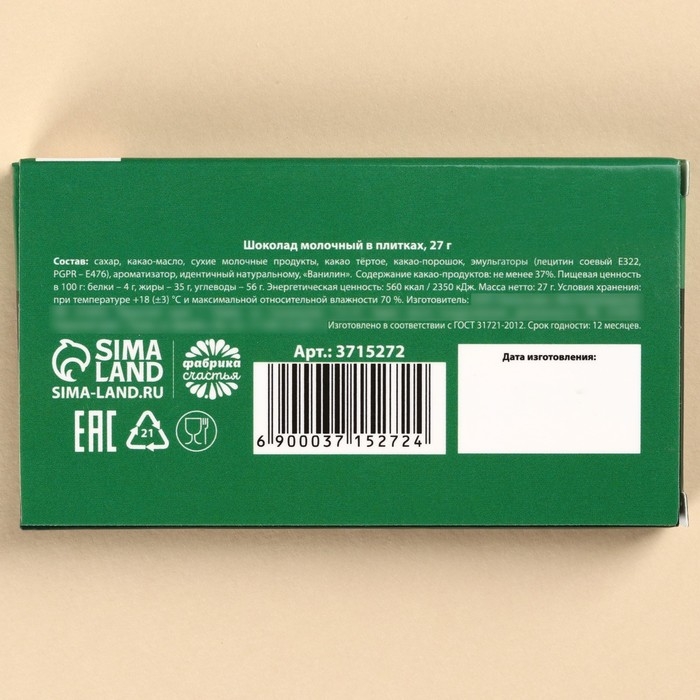 Шоколад молочный в плитках, 27 г
Состав: сахар, какао-масло, сухие молочные продукты, какао тёртое, какао-порошок, эмульгаторы (лецитин соевый E322,
PGPR – E476), ароматизатор, идентичный натуральному, «Ванилин». Содержание какао-продуктов: не менее 37%. Пищевая ценность
в 100 г: белки – 4 г, жиры – 35 г, углеводы – 56 г. Энергетическая ценность: 560 ккал / 2350 кДж. Масса нетто: 27 г. Условия хранения:
при температуре +18 (±3) °С и максимальной относительной влажности 70 %. Изготовитель:
Изготовлено в соответствии с ГОСТ 31721-2012. Срок годности: 12 месяцев.
SIMA
LAND
SIMA-LAND.RU
фабрика
счастья
Арт.: 3715272
Дата изготовления:
6 900037 152724
EAC
21